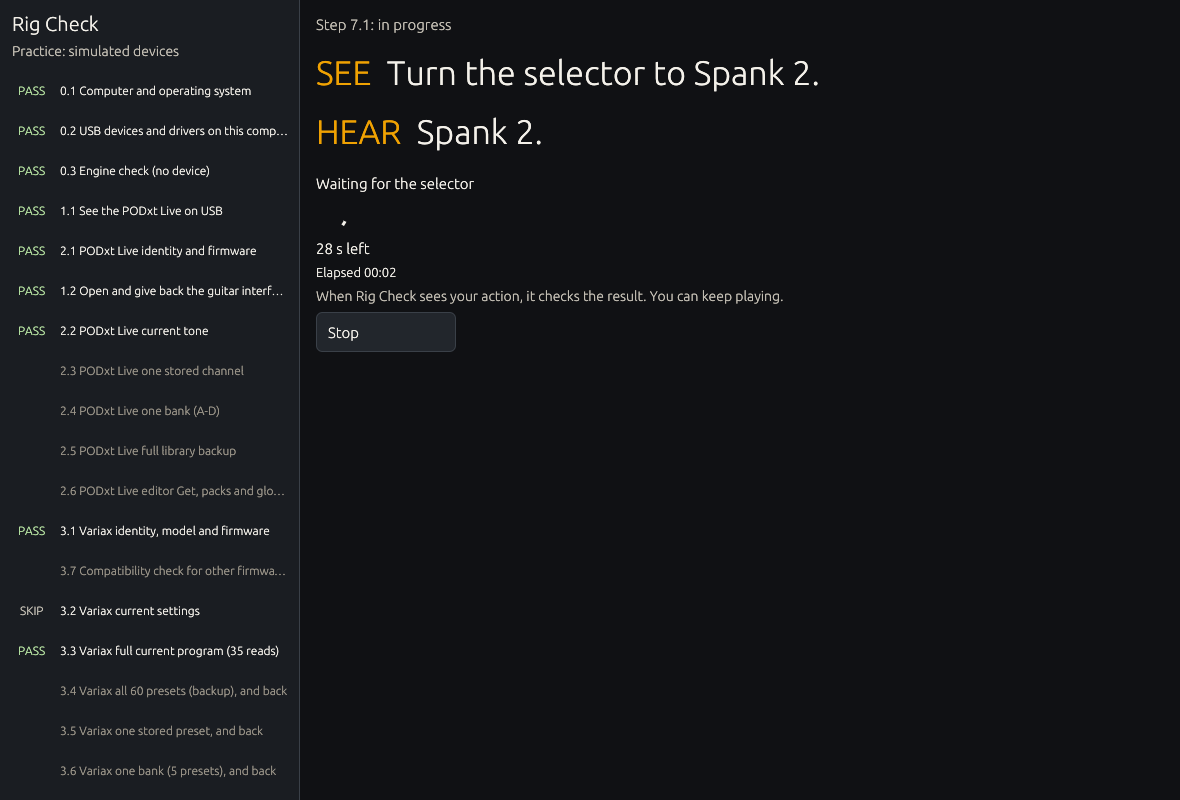 Rig Check
Practice: simulated devices
PASS 0.1 Computer and operating system
PASS 0.2 USB devices and drivers on this comp...
PASS 0.3 Engine check (no device)
PASS 1.1 See the PODxt Live on USB
PASS 2.1 PODxt Live identity and firmware
PASS 1.2 Open and give back the guitar interf...
PASS 2.2 PODxt Live current tone
2.3 PODxt Live one stored channel
2.4 PODxt Live one bank (A-D)
2.5 PODxt Live full library backup
2.6 PODxt Live editor Get, packs and glo...
PASS 3.1 Variax identity, model and firmware
3.7 Compatibility check for other firmwa...
SKIP 3.2 Variax current settings
PASS 3.3 Variax full current program (35 reads)
3.4 Variax all 60 presets (backup), and back
3.5 Variax one stored preset, and back
3.6 Variax one bank (5 presets), and back
Step 7.1: in progress
SEE Turn the selector to Spank 2.
HEAR Spank 2.
Waiting for the selector
28 s left
Elapsed 00:02
When Rig Check sees your action, it checks the result. You can keep playing.
Stop